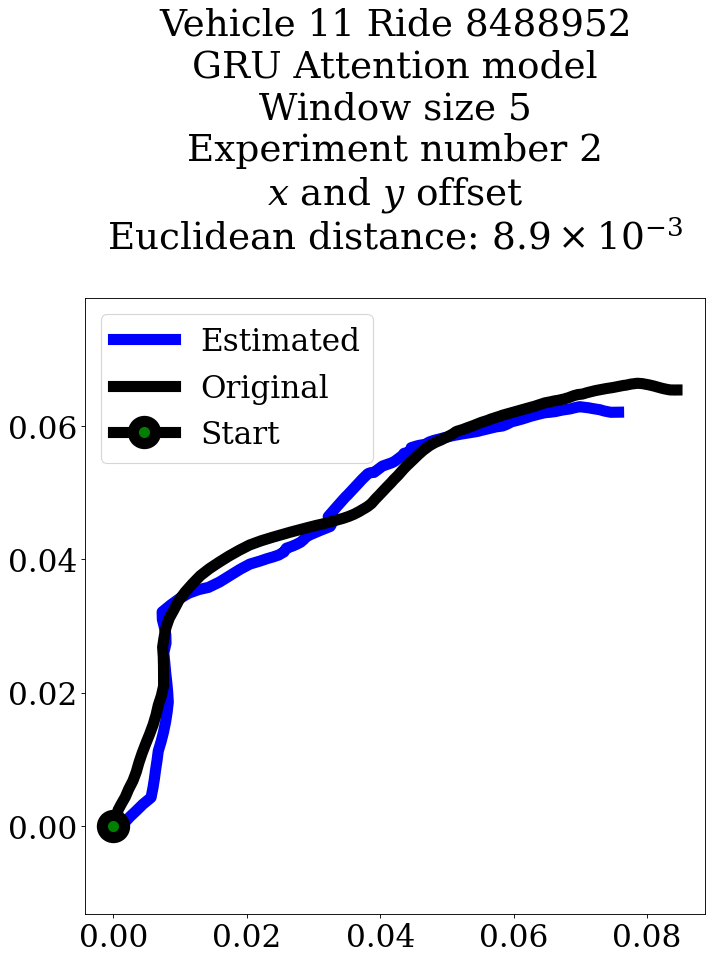 Vehicle 11 Ride 8488952
GRU Attention model
Window size 5
Experiment number 2
x and y offset
Euclidean distance: 8.9 × 10⁻³
Estimated
Original
Start
0.06
0.04
0.02
0.00
0.00 0.02 0.04 0.06 0.08